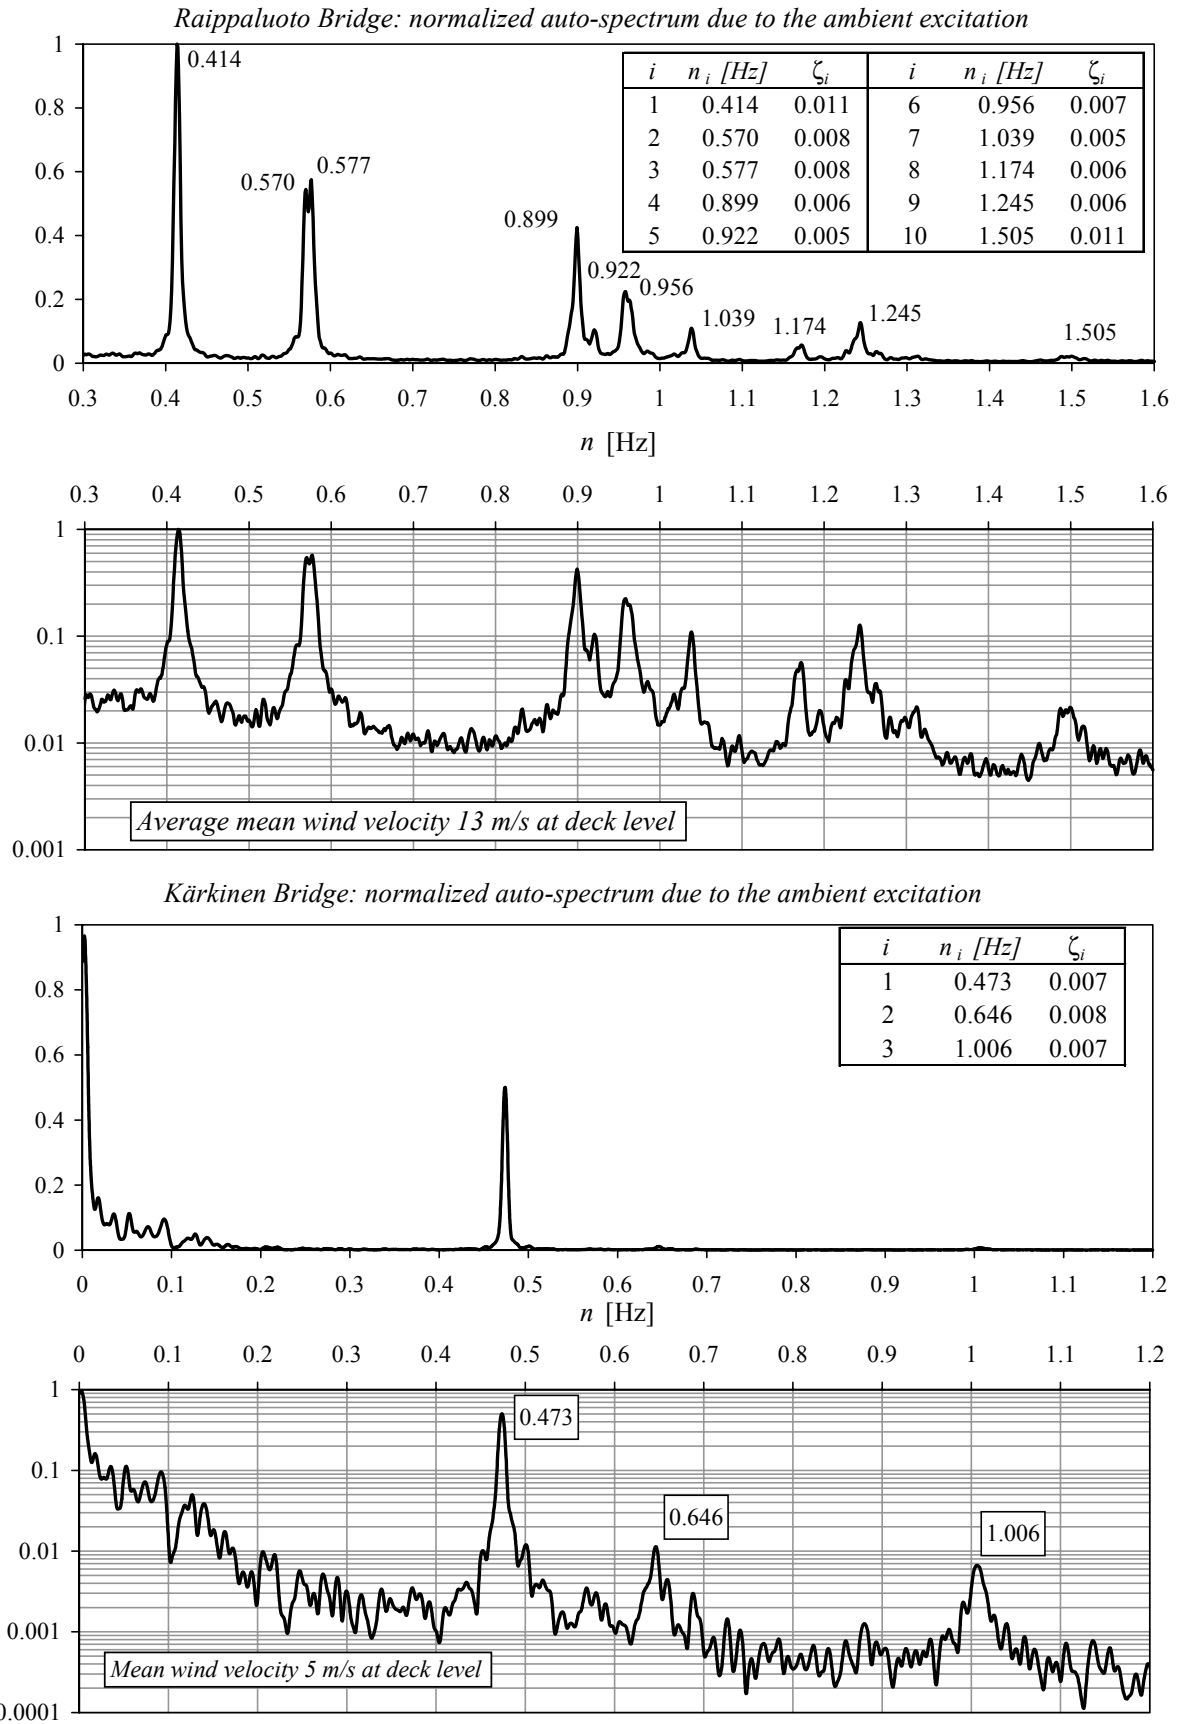 Raippaluoto Bridge: normalized auto-spectrum due to the ambient excitation
1
0.414
0.8
0.6
0.570
0.577
0.4
0.899
0.2
0.922
0.956
1.039
1.174
1.245
1.505
0
i n i [Hz] ζi i n i [Hz] ζi
1 0.414 0.011 6 0.956 0.007
2 0.570 0.008 7 1.039 0.005
3 0.577 0.008 8 1.174 0.006
4 0.899 0.006 9 1.245 0.006
5 0.922 0.005 10 1.505 0.011
0.3 0.4 0.5 0.6 0.7 0.8 0.9 1 1.1 1.2 1.3 1.4 1.5 1.6
n [Hz]
0.3 0.4 0.5 0.6 0.7 0.8 0.9 1 1.1 1.2 1.3 1.4 1.5 1.6
1
0.1
0.01
0.001
Average mean wind velocity 13 m/s at deck level
Kärkinen Bridge: normalized auto-spectrum due to the ambient excitation
1
0.8
0.6
0.4
0.2
0
i n i [Hz] ζi
1 0.473 0.007
2 0.646 0.008
3 1.006 0.007
0 0.1 0.2 0.3 0.4 0.5 0.6 0.7 0.8 0.9 1 1.1 1.2
n [Hz]
0 0.1 0.2 0.3 0.4 0.5 0.6 0.7 0.8 0.9 1 1.1 1.2
1
0.473
0.1
0.646
1.006
0.01
0.001
Mean wind velocity 5 m/s at deck level
0.0001